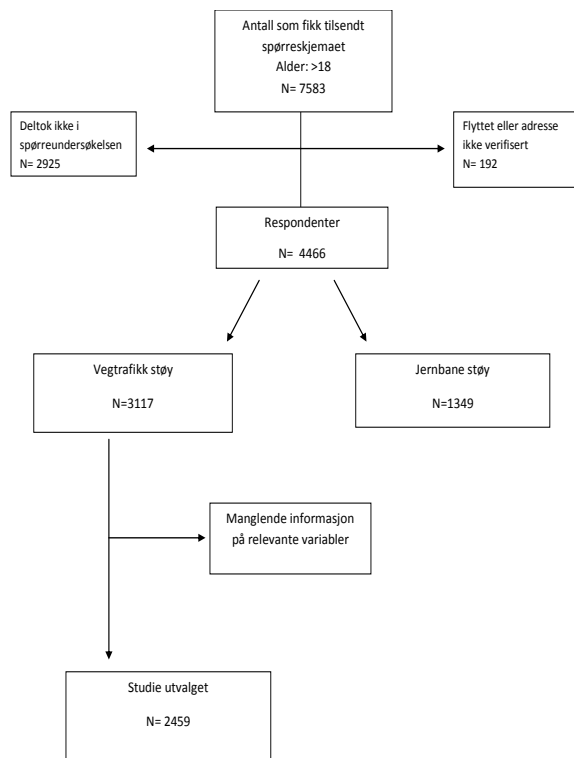 Antall som fikk tilsendt
spørreskjemaet
Alder: >18
N= 7583
Deltok ikke i
spørreundersøkelsen
N= 2925
Flyttet eller adresse
ikke verifisert
N= 192
Respondenter
N=  4466
Vegtrafikk støy
N=3117
Jernbane støy
N=1349
Manglende informasjon
på relevante variabler
Studie utvalget
N= 2459